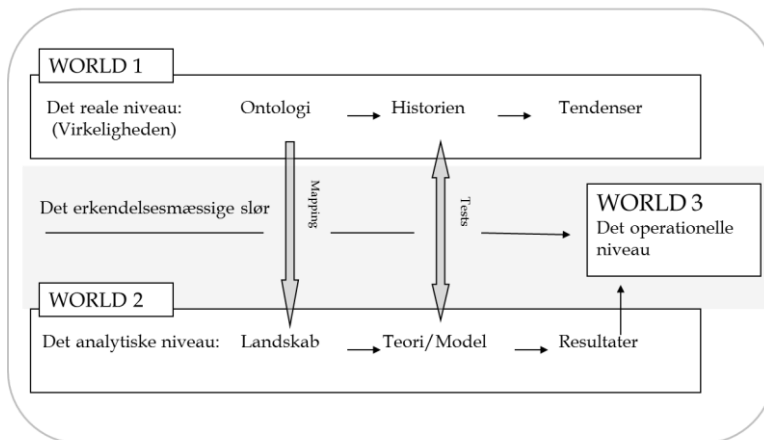 WORLD 1
Det reale niveau: Ontologi Historien Tendenser
(Virkeligheden)
Mapping
Tests
Det erkendelsesmæssige slør
WORLD 3
Det operationelle
niveau
WORLD 2
Det analytiske niveau: Landskab Teori/Model Resultater